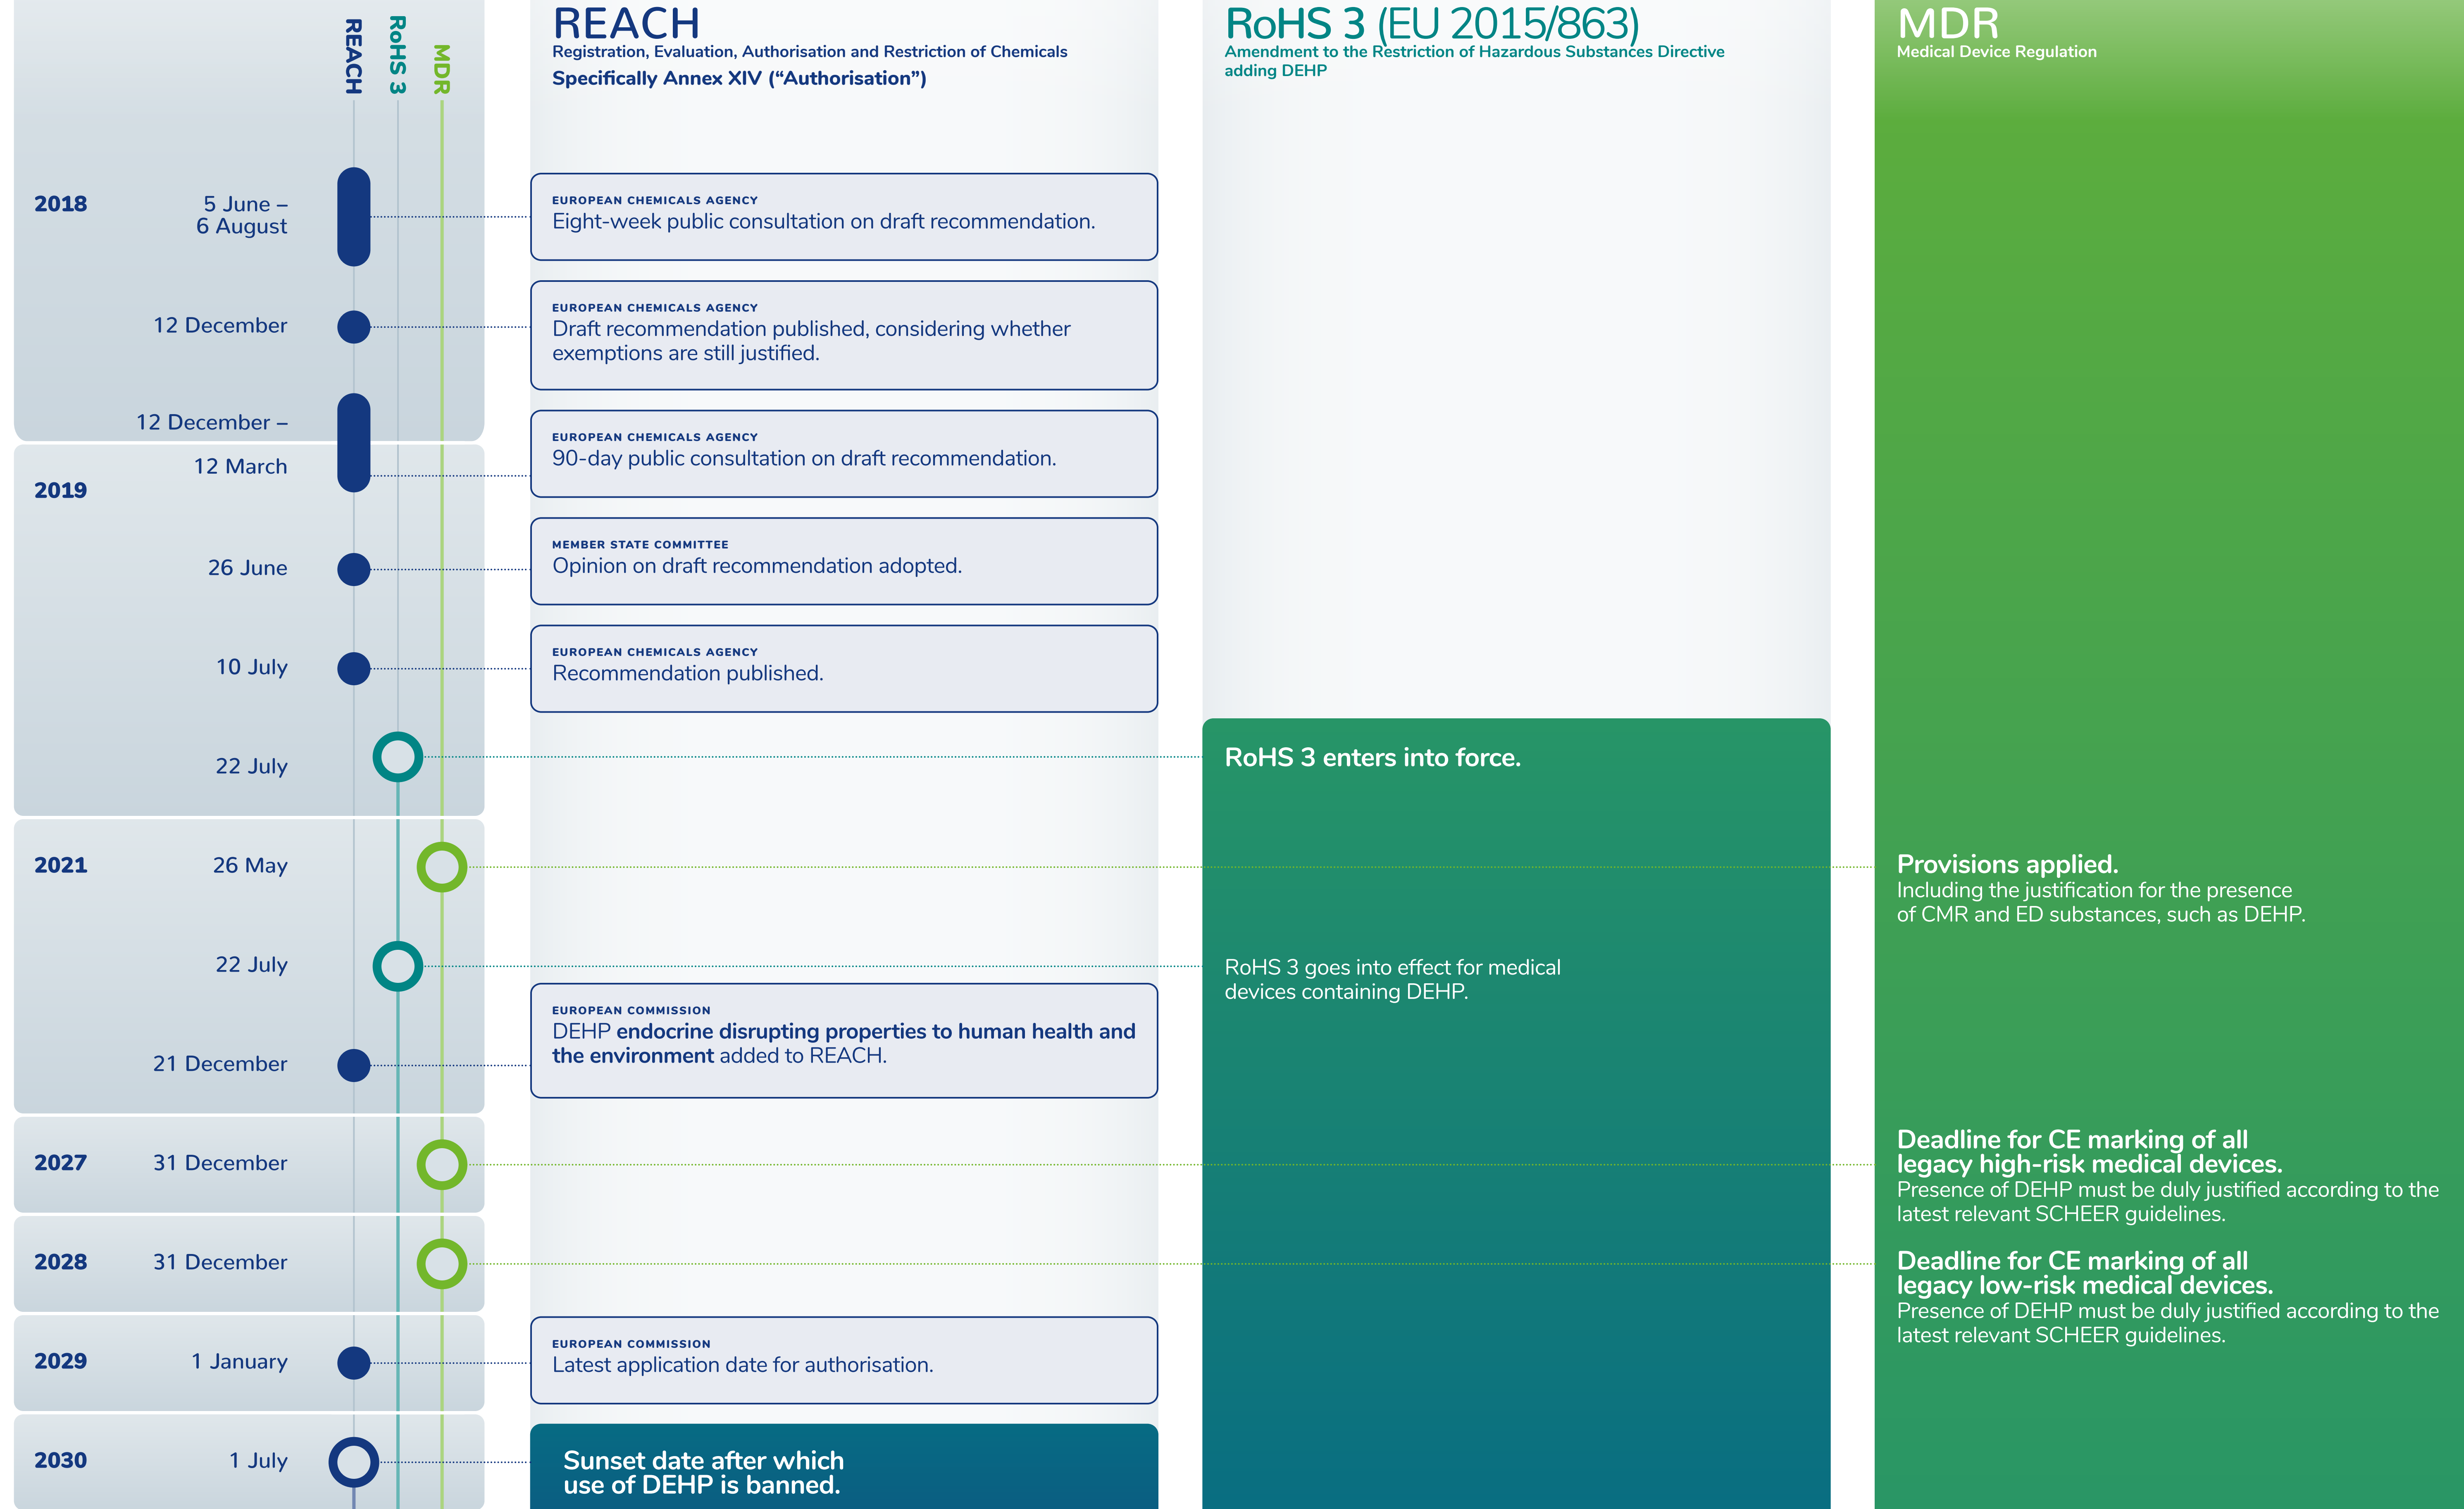 REACH
RoHS 3
MDR
REACH
Registration, Evaluation, Authorisation and Restriction of Chemicals
Specifically Annex XIV (“Authorisation”)
RoHS 3 (EU 2015/863)
Amendment to the Restriction of Hazardous Substances Directive
adding DEHP
MDR
Medical Device Regulation
2018
5 June –
6 August
EUROPEAN CHEMICALS AGENCY
Eight-week public consultation on draft recommendation.
12 December
EUROPEAN CHEMICALS AGENCY
Draft recommendation published, considering whether
exemptions are still justified.
12 December –
12 March
2019
EUROPEAN CHEMICALS AGENCY
90-day public consultation on draft recommendation.
26 June
MEMBER STATE COMMITTEE
Opinion on draft recommendation adopted.
10 July
EUROPEAN CHEMICALS AGENCY
Recommendation published.
22 July
RoHS 3 enters into force.
2021
26 May
Provisions applied.
Including the justification for the presence
of CMR and ED substances, such as DEHP.
22 July
RoHS 3 goes into effect for medical
devices containing DEHP.
21 December
EUROPEAN COMMISSION
DEHP endocrine disrupting properties to human health and
the environment added to REACH.
2027
31 December
Deadline for CE marking of all
legacy high-risk medical devices.
Presence of DEHP must be duly justified according to the
latest relevant SCHEER guidelines.
2028
31 December
Deadline for CE marking of all
legacy low-risk medical devices.
Presence of DEHP must be duly justified according to the
latest relevant SCHEER guidelines.
2029
1 January
EUROPEAN COMMISSION
Latest application date for authorisation.
2030
1 July
Sunset date after which
use of DEHP is banned.